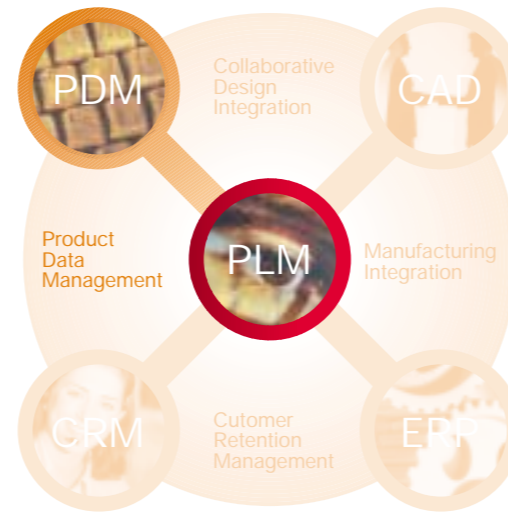 PDM
Collaborative
Design
Integration
CAD
Product
Data
Management
PLM
Manufacturing
Integration
CRM
Cutomer
Retention
Management
ERP